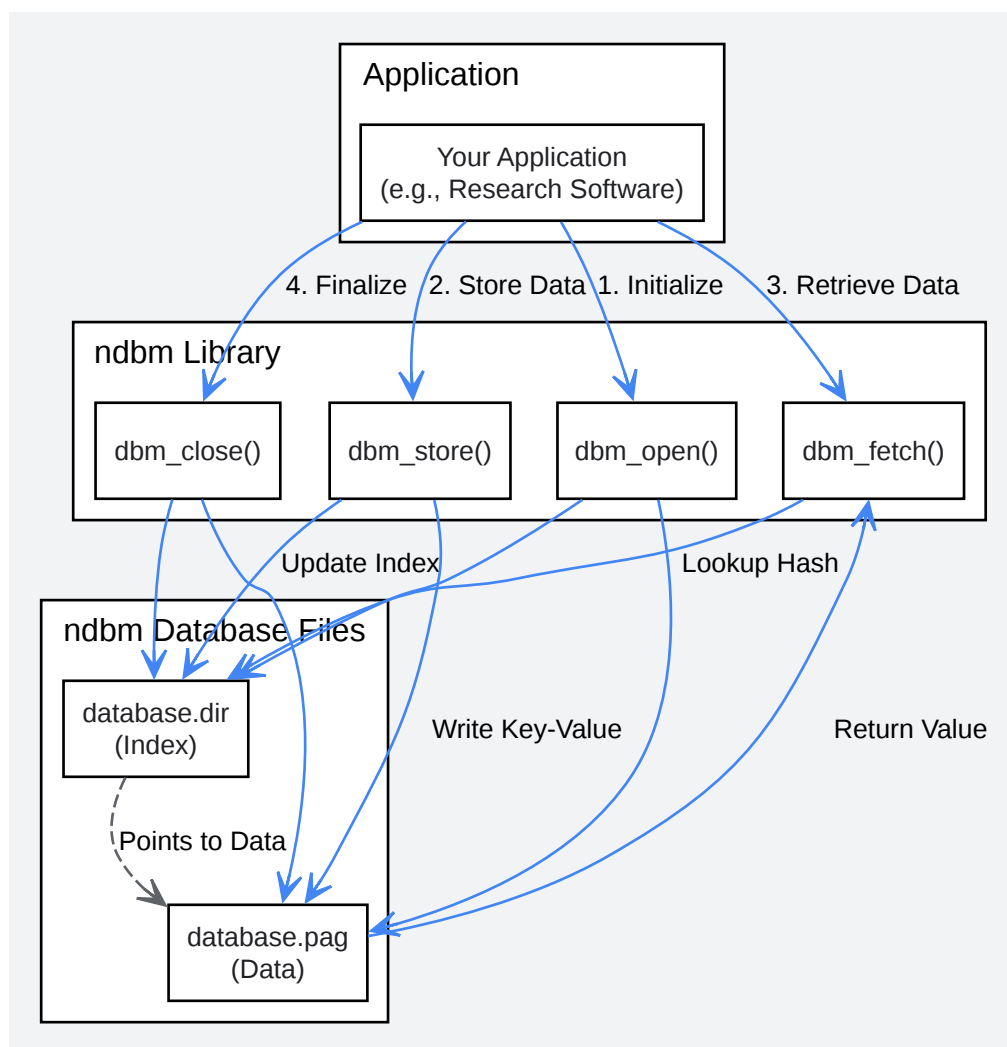 Application
Your Application
(e.g., Research Software)
4. Finalize
2. Store Data
1. Initialize
3. Retrieve Data
ndbm Library
dbm_close()
dbm_store()
dbm_open()
dbm_fetch()
Update Index
Lookup Hash
ndbm Database Files
database.dir
(Index)
Write Key-Value
Return Value
Points to Data
database.pag
(Data)